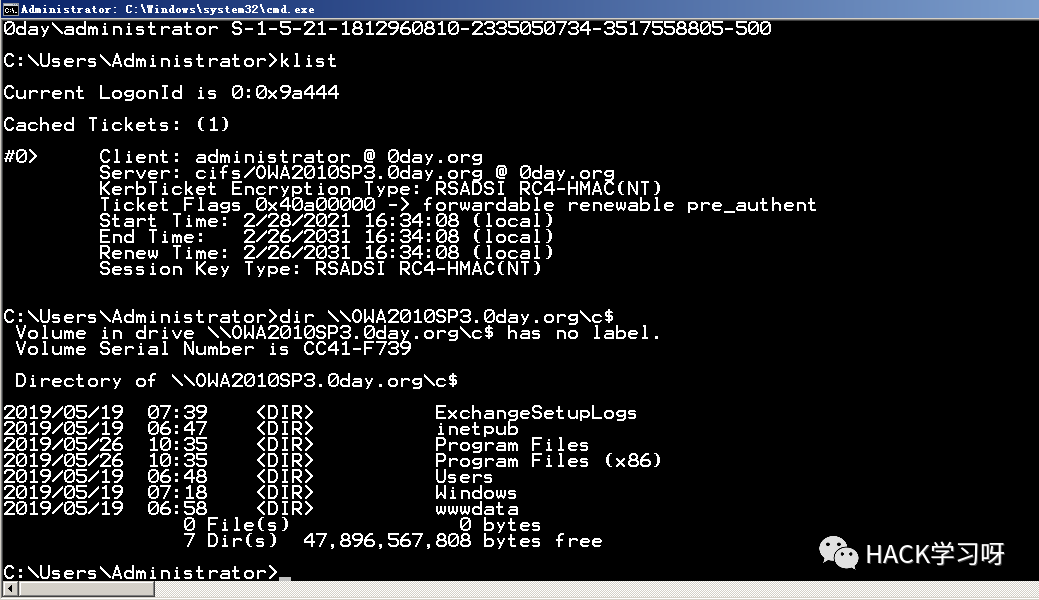 Administrator: C:\Windows\system32\cmd.exe
0day\administrator S-1-5-21-1812960810-2335050734-3517558805-500
C:\Users\Administrator>klist
Current LogonId is 0:0x9a444
Cached Tickets: (1)
#0>     Client: administrator @ 0day.org
        Server: cifs/OWA2010SP3.0day.org @ 0day.org
        KerbTicket Encryption Type: RSADSI RC4-HMAC(NT)
        Ticket Flags 0x40a00000 -> forwardable renewable pre_authent
        Start Time: 2/28/2021 16:34:08 (local)
        End Time:   2/26/2031 16:34:08 (local)
        Renew Time: 2/26/2031 16:34:08 (local)
        Session Key Type: RSADSI RC4-HMAC(NT)
C:\Users\Administrator>dir \\OWA2010SP3.0day.org\c$
 Volume in drive \\OWA2010SP3.0day.org\c$ has no label.
 Volume Serial Number is CC41-F739
 Directory of \\OWA2010SP3.0day.org\c$
2019/05/19  07:39    <DIR>          ExchangeSetupLogs
2019/05/19  06:47    <DIR>          inetpub
2019/05/26  10:35    <DIR>          Program Files
2019/05/26  10:35    <DIR>          Program Files (x86)
2019/05/19  06:48    <DIR>          Users
2019/05/19  07:18    <DIR>          Windows
2019/05/19  06:58    <DIR>          wwwdata
               0 File(s)              0 bytes
               7 Dir(s)  47,896,567,808 bytes free
C:\Users\Administrator>_
HACK学习呀